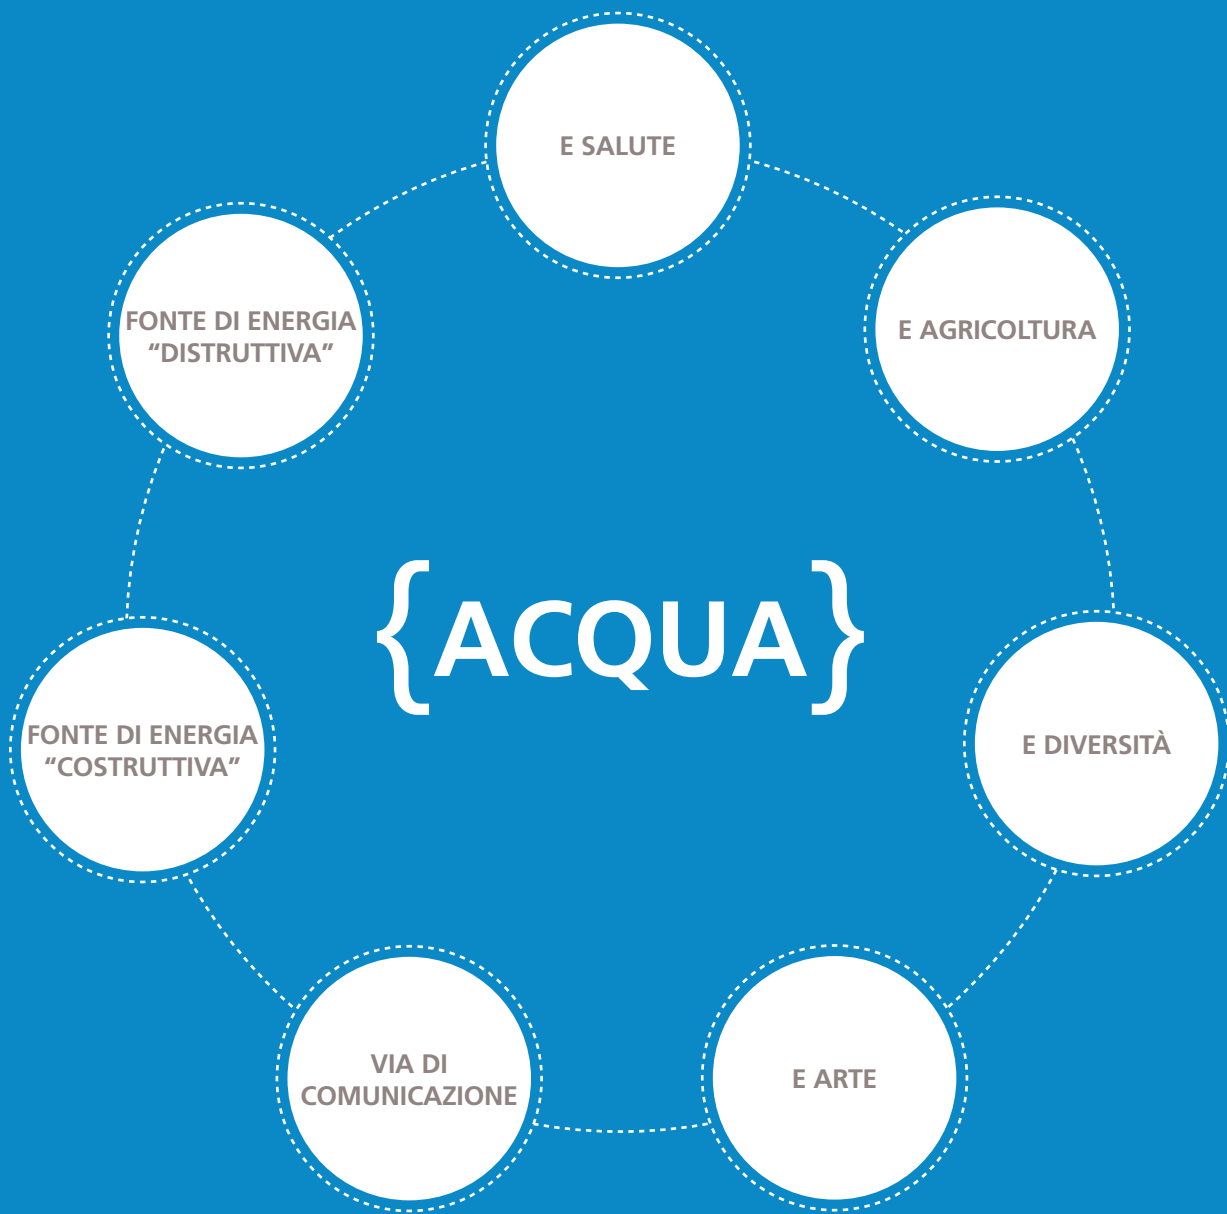 E SALUTE
FONTE DI ENERGIA
“DISTRUTTIVA”
E AGRICOLTURA
{ACQUA}
FONTE DI ENERGIA
“COSTRUTTIVA”
E DIVERSITÀ
VIA DI
COMUNICAZIONE
E ARTE